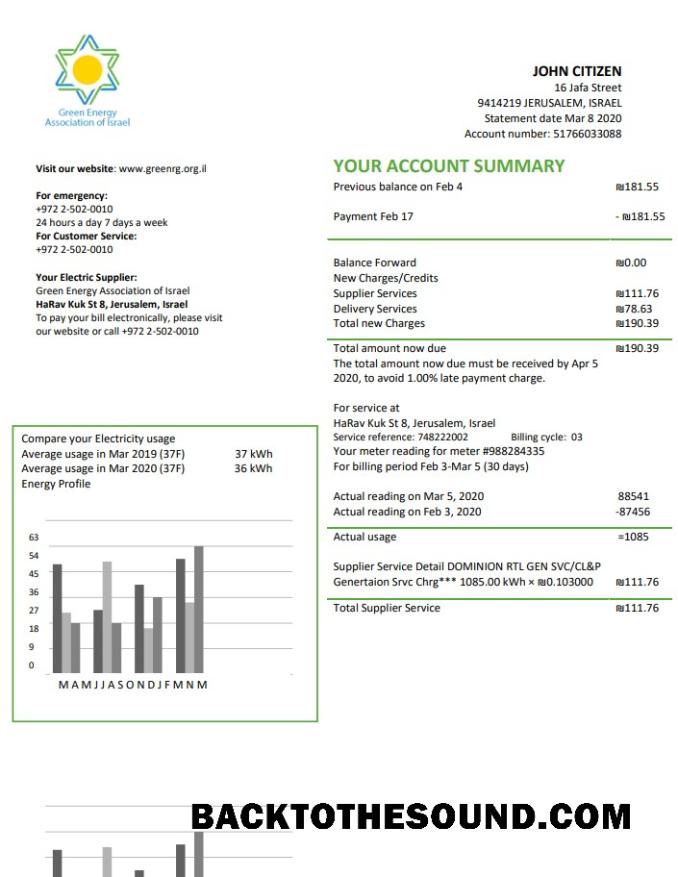 Green Energy
Association of Israel
JOHN CITIZEN
16 Jafa Street
9414219 JERUSALEM, ISRAEL
Statement date Mar 8 2020
Account number: 51766033088
Visit our website: www.greenrg.org.il
For emergency:
+972 2-502-0010
24 hours a day 7 days a week
For Customer Service:
+972 2-502-0010
Your Electric Supplier:
Green Energy Association of Israel
HaRav Kuk St 8, Jerusalem, Israel
To pay your bill electronically, please visit
our website or call +972 2-502-0010
YOUR ACCOUNT SUMMARY
Previous balance on Feb 4 ₪181.55
Payment Feb 17 - ₪181.55
Balance Forward ₪0.00
New Charges/Credits
Supplier Services ₪111.76
Delivery Services ₪78.63
Total new Charges ₪190.39
Total amount now due ₪190.39
The total amount now due must be received by Apr 5
2020, to avoid 1.00% late payment charge.
For service at
HaRav Kuk St 8, Jerusalem, Israel
Service reference: 748222002 Billing cycle: 03
Your meter reading for meter #988284335
For billing period Feb 3-Mar 5 (30 days)
Actual reading on Mar 5, 2020 88541
Actual reading on Feb 3, 2020 -87456
Actual usage =1085
Supplier Service Detail DOMINION RTL GEN SVC/CL&P
Genertaion Srvc Chrg*** 1085.00 kWh × ₪0.103000 ₪111.76
Total Supplier Service ₪111.76
Compare your Electricity usage
Average usage in Mar 2019 (37F) 37 kWh
Average usage in Mar 2020 (37F) 36 kWh
Energy Profile
63
54
45
36
27
18
9
0
M A M J J A S O N D J F M N M
BACKTOTHESOUND.COM